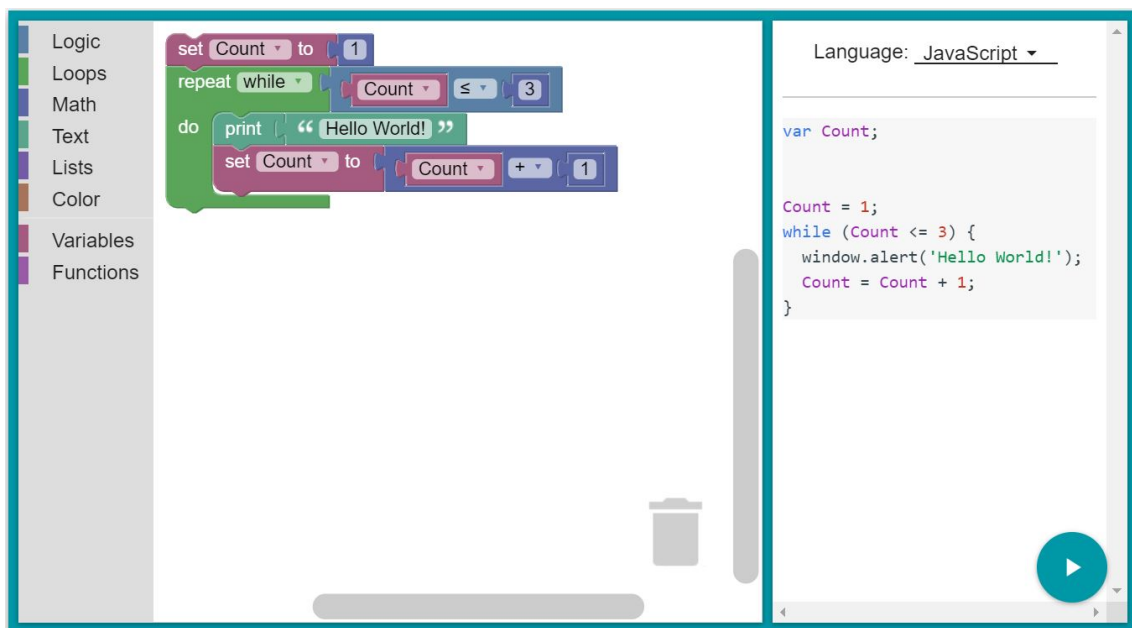 Logic
Loops
Math
Text
Lists
Color
Variables
Functions
set Count to 1
repeat while Count ≤ 3
do print “ Hello World! ”
set Count to Count + 1
Language: JavaScript
var Count;
Count = 1;
while (Count <= 3) {
window.alert('Hello World!');
Count = Count + 1;
}